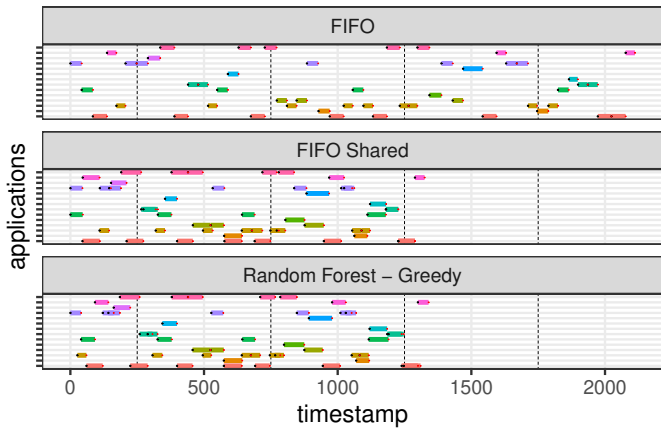 FIFO
FIFO Shared
Random Forest − Greedy
applications
0 500 1000 1500 2000
timestamp